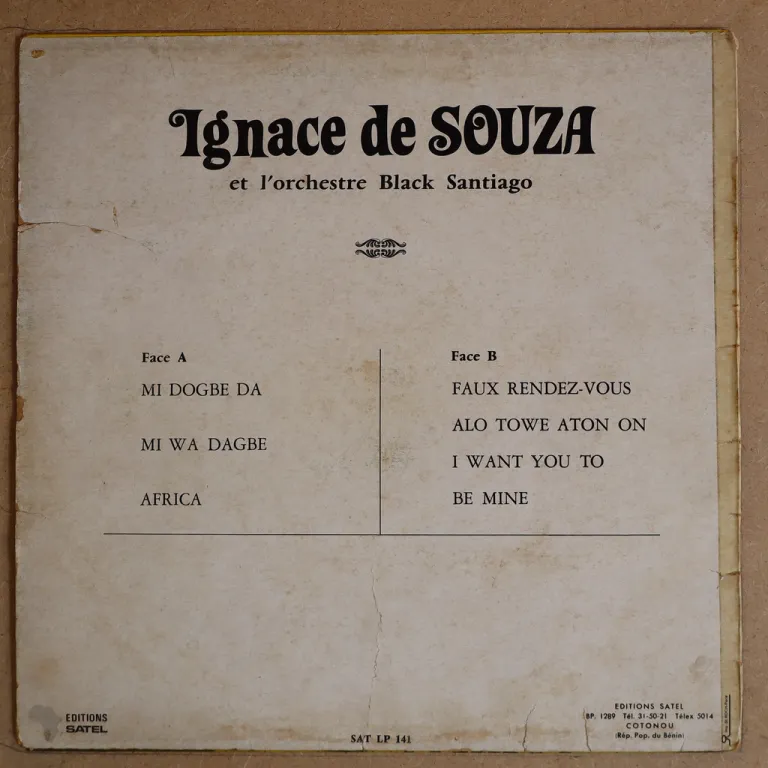 Ignace de SOUZA
et l'orchestre Black Santiago
Face A
MI DOGBE DA
MI WA DAGBE
AFRICA
Face B
FAUX RENDEZ-VOUS
ALO TOWE ATON ON
I WANT YOU TO
BE MINE
EDITIONS
SATEL
SAT LP 141
EDITIONS SATEL
BP. 1289 Tél. 31-50-21 Télex 5014
COTONOU
(Rép. Pop. du Bénin)